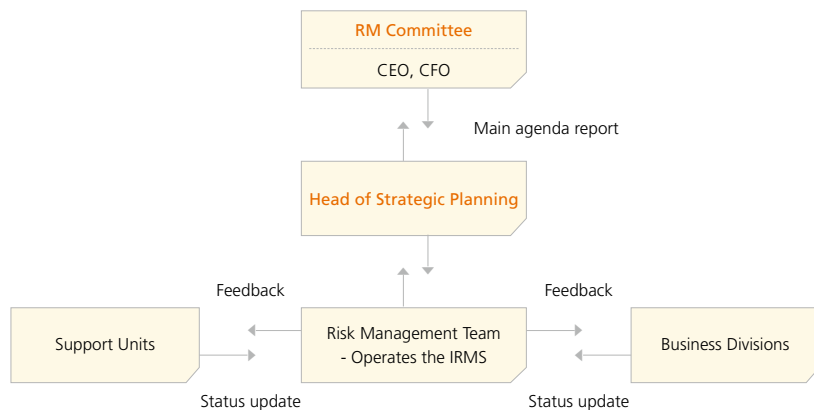 RM Committee
CEO, CFO
Main agenda report
Head of Strategic Planning
Feedback
Feedback
Support Units
Risk Management Team
- Operates the IRMS
Business Divisions
Status update
Status update